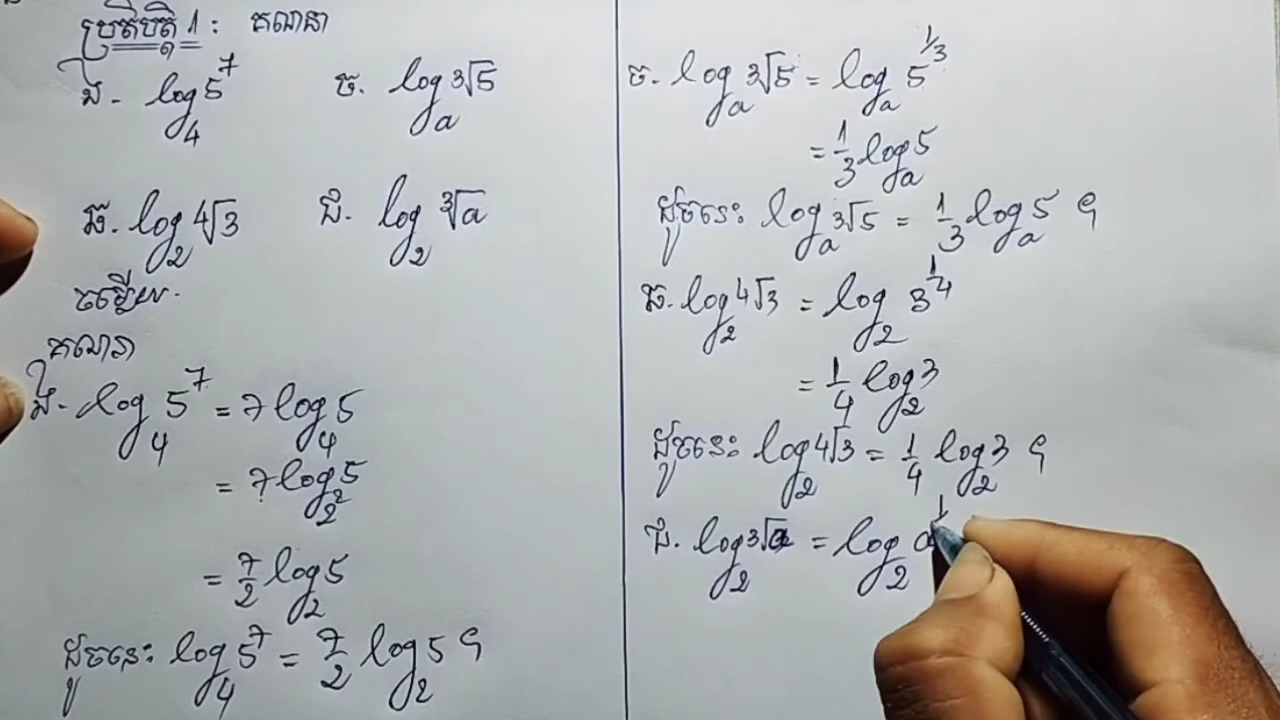 ប្រតិបត្តិ 1 : គណនា
ង. log₄ 5⁷ ច. logₐ ³√5
ឆ. log₂ ⁴√3 ជ. log₂ ³√a
ចម្លើយ.
គណនា
ង. log₄ 5⁷ = 7 log₄ 5
= 7 log₂² 5
= 7/2 log₂ 5
ដូចនេះ log₄ 5⁷ = 7/2 log₂ 5 ។
ច. logₐ ³√5 = logₐ 5^1/3
= 1/3 logₐ 5
ដូចនេះ logₐ ³√5 = 1/3 logₐ 5 ។
ឆ. log₂ ⁴√3 = log₂ 3^1/4
= 1/4 log₂ 3
ដូចនេះ log₂ ⁴√3 = 1/4 log₂ 3 ។
ជ. log₂ ³√a = log₂ a^1/